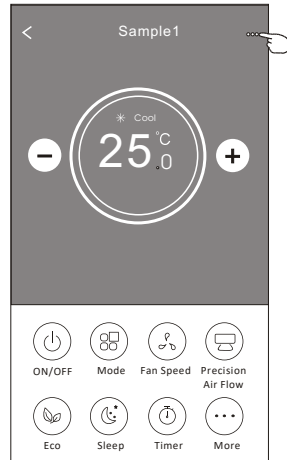 Sample1
Cool
25.0°C
ON/OFF Mode Fan Speed Precision Air Flow
Eco Sleep Timer More